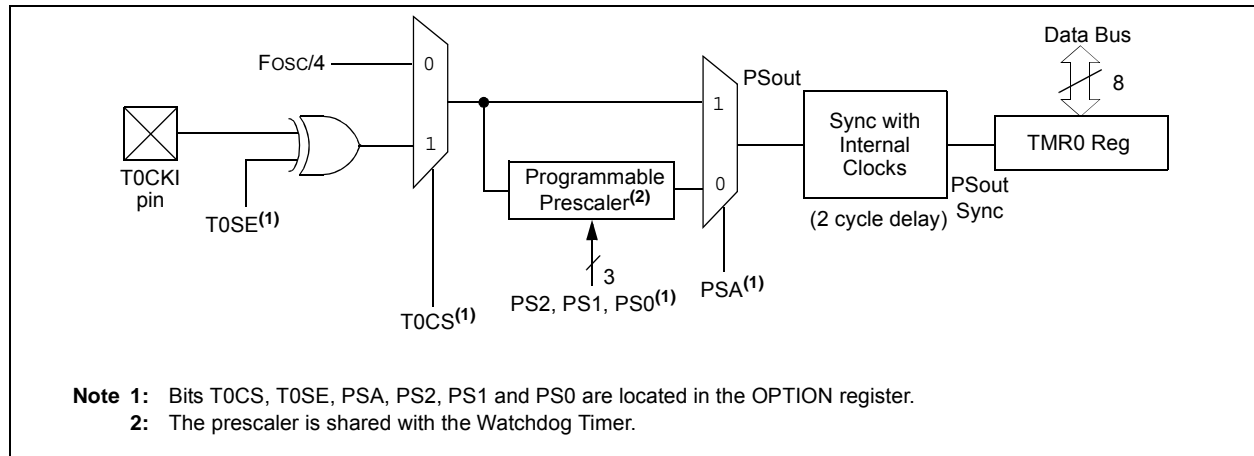 Data Bus
FOSC/4
0
PSout
8
1
Sync with
Internal
Clocks
TMR0 Reg
1
T0CKI
pin
Programmable
Prescaler(2)
0
PSout
Sync
T0SE(1)
(2 cycle delay)
3
PS2, PS1, PS0(1)
PSA(1)
T0CS(1)
Note 1: Bits T0CS, T0SE, PSA, PS2, PS1 and PS0 are located in the OPTION register.
2: The prescaler is shared with the Watchdog Timer.